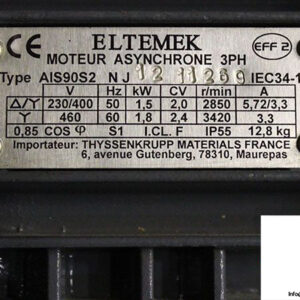 CE ELTEMEK EFF 2
MOTEUR ASYNCHRONE 3PH
Type AIS90S2 N J 12 11269 IEC34-1
V Hz kW CV r/min A
Δ/Y 230/400 50 1,5 2,0 2850 5,72/3,3
Y 460 60 1,8 2,4 3420 3.3
0,85 COS φ S1 I.CL. F IP55 12,8 kg
Importateur: THYSSENKRUPP MATERIALS FRANCE
6, avenue Gutenberg, 78310, Maurepas